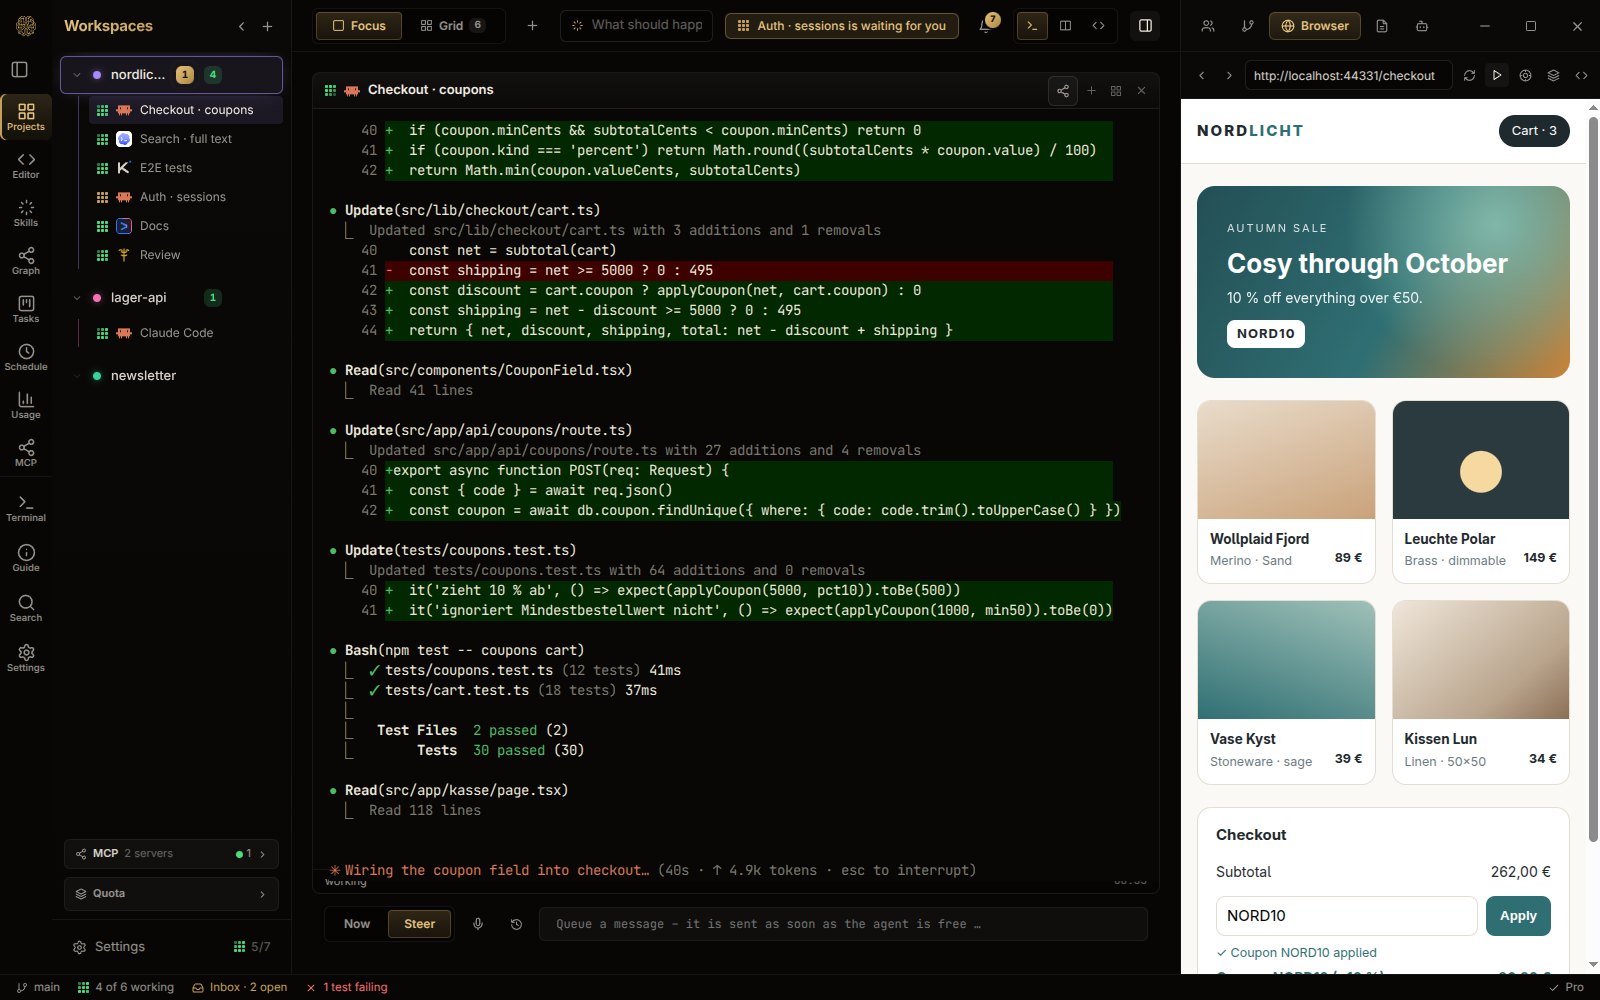 Workspaces
Projects
Editor
Skills
Graph
Tasks
Schedule
Usage
MCP
Terminal
Guide
Search
Settings
nordlic... 1 4
Checkout · coupons
Search · full text
E2E tests
Auth · sessions
Docs
Review
lager-api 1
Claude Code
newsletter
MCP 2 servers 1
Quota
Settings 5/7
Focus
Grid 6
What should happ
Auth · sessions is waiting for you
7
Checkout · coupons
40 + if (coupon.minCents && subtotalCents < coupon.minCents) return 0
41 + if (coupon.kind === 'percent') return Math.round((subtotalCents * coupon.value) / 100)
42 + return Math.min(coupon.valueCents, subtotalCents)
Update(src/lib/checkout/cart.ts)
Updated src/lib/checkout/cart.ts with 3 additions and 1 removals
40 const net = subtotal(cart)
41 - const shipping = net >= 5000 ? 0 : 495
42 + const discount = cart.coupon ? applyCoupon(net, cart.coupon) : 0
43 + const shipping = net - discount >= 5000 ? 0 : 495
44 + return { net, discount, shipping, total: net - discount + shipping }
Read(src/components/CouponField.tsx)
Read 41 lines
Update(src/app/api/coupons/route.ts)
Updated src/app/api/coupons/route.ts with 27 additions and 4 removals
40 +export async function POST(req: Request) {
41 + const { code } = await req.json()
42 + const coupon = await db.coupon.findUnique({ where: { code: code.trim().toUpperCase() } })
Update(tests/coupons.test.ts)
Updated tests/coupons.test.ts with 64 additions and 0 removals
40 + it('zieht 10 % ab', () => expect(applyCoupon(5000, pct10)).toBe(500))
41 + it('ignoriert Mindestbestellwert nicht', () => expect(applyCoupon(1000, min50)).toBe(0))
Bash(npm test -- coupons cart)
✓ tests/coupons.test.ts (12 tests) 41ms
✓ tests/cart.test.ts (18 tests) 37ms
Test Files 2 passed (2)
Tests 30 passed (30)
Read(src/app/kasse/page.tsx)
Read 118 lines
Wiring the coupon field into checkout… (40s · ↑ 4.9k tokens · esc to interrupt)
Working
Now
Steer
Queue a message – it is sent as soon as the agent is free …
Browser
http://localhost:44331/checkout
NORDLICHT
Cart · 3
AUTUMN SALE
Cosy through October
10 % off everything over €50.
NORD10
Wollplaid Fjord
Merino · Sand 89 €
Leuchte Polar
Brass · dimmable 149 €
Vase Kyst
Stoneware · sage 39 €
Kissen Lun
Linen · 50×50 34 €
Checkout
Subtotal 262,00 €
NORD10
Apply
✓ Coupon NORD10 applied
main
4 of 6 working
Inbox · 2 open
1 test failing
Pro